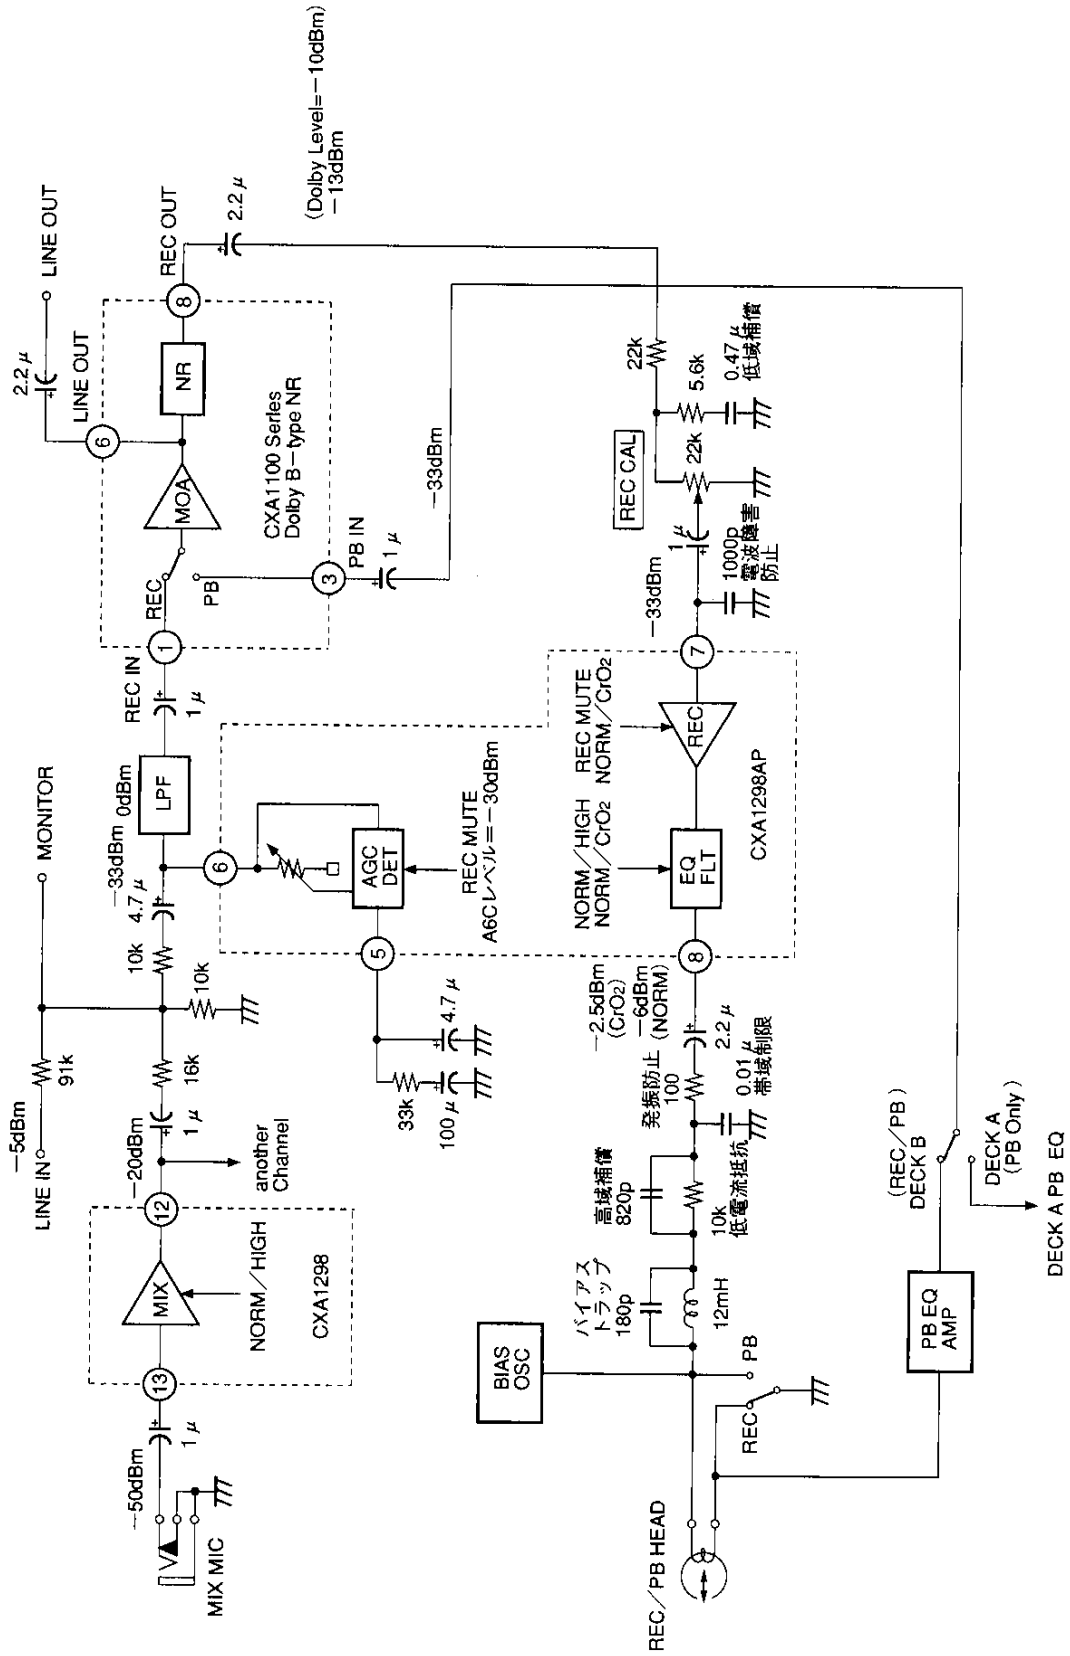 MIX MIC
−50dBm
1μ
13
MIX
NORM/HIGH
CXA1298
12
−20dBm
another
Channel
1μ
16k
LINE IN
−5dBm
91k
MONITOR
10k
10k
4.7μ
−33dBm
0dBm
LPF
1μ
REC IN
1
REC
PB
MOA
NR
CXA1100 Series
Dolby B−type NR
6
LINE OUT
2.2μ
LINE OUT
8
REC OUT
2.2μ
(Dolby Level=−10dBm)
−13dBm
3
PB IN
1μ
−33dBm
6
AGC
DET
REC MUTE
A6Cレベル=−30dBm
5
33k
4.7μ
100μ
22k
5.6k
0.47μ
低域補償
REC CAL
22k
1μ
1000p
電波障害
防止
−33dBm
7
REC
REC MUTE
NORM/CrO2
NORM/HIGH
NORM/CrO2
EQ
FLT
CXA1298AP
8
−2.5dBm
(CrO2)
−6dBm
(NORM)
2.2μ
発振防止
100
0.01μ
帯域制限
高域補償
820p
10k
低電流抵抗
バイアス
トラップ
180p
12mH
BIAS
OSC
PB
REC
REC/PB HEAD
PB EQ
AMP
(REC/PB)
DECK B
DECK A
(PB Only)
DECK A PB EQ